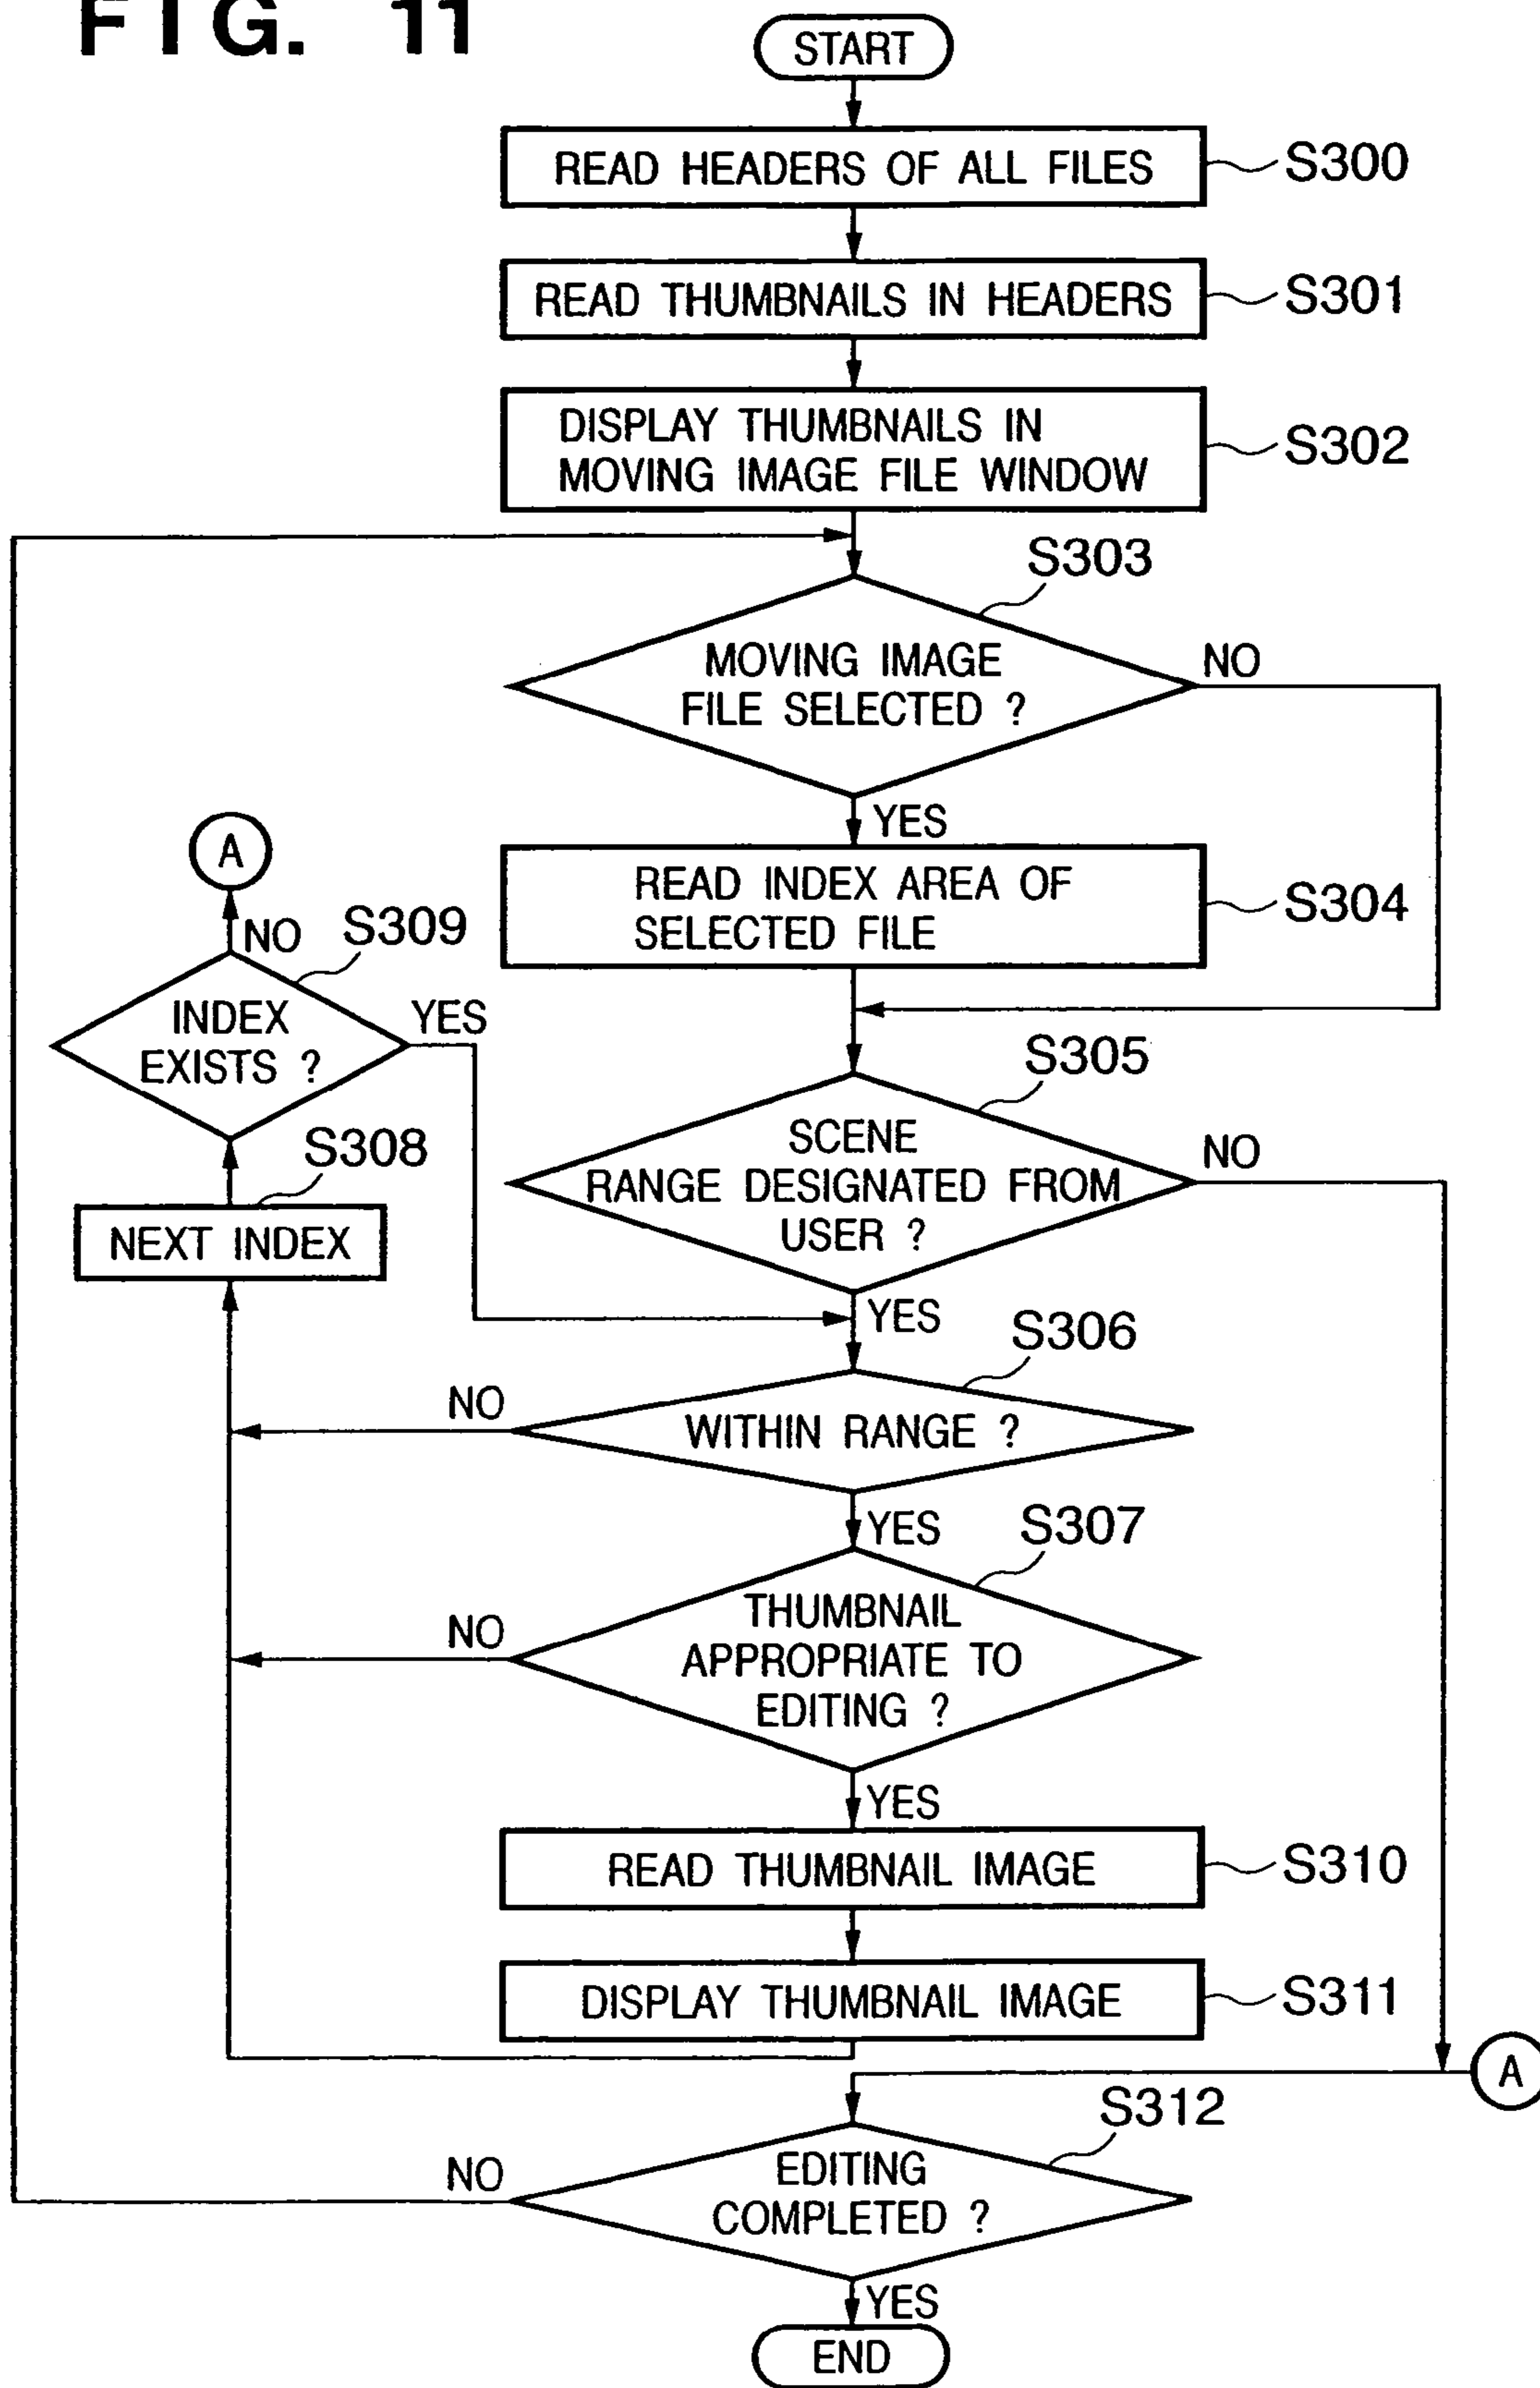 FIG. 11
START
READ HEADERS OF ALL FILES
S300
READ THUMBNAILS IN HEADERS
S301
DISPLAY THUMBNAILS IN
MOVING IMAGE FILE WINDOW
S302
S303
MOVING IMAGE
FILE SELECTED ?
NO
YES
READ INDEX AREA OF
SELECTED FILE
S304
A
NO
S309
INDEX
EXISTS ?
YES
S308
NEXT INDEX
S305
SCENE
RANGE DESIGNATED FROM
USER ?
NO
YES
S306
WITHIN RANGE ?
NO
YES
S307
THUMBNAIL
APPROPRIATE TO
EDITING ?
NO
YES
READ THUMBNAIL IMAGE
S310
DISPLAY THUMBNAIL IMAGE
S311
A
S312
EDITING
COMPLETED ?
NO
YES
END